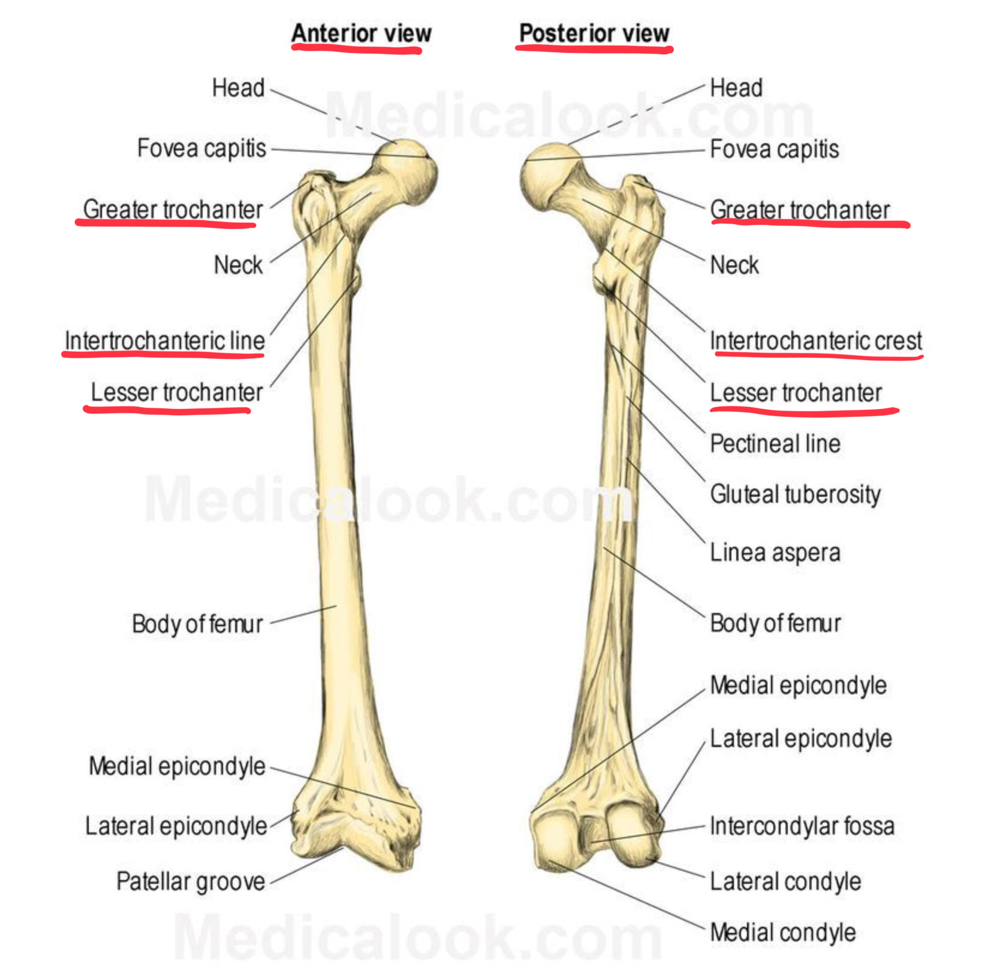 Anterior view
Posterior view
Head
Fovea capitis
Greater trochanter
Neck
Intertrochanteric line
Lesser trochanter
Body of femur
Medial epicondyle
Lateral epicondyle
Patellar groove
Head
Fovea capitis
Greater trochanter
Neck
Intertrochanteric crest
Lesser trochanter
Pectineal line
Gluteal tuberosity
Linea aspera
Body of femur
Medial epicondyle
Lateral epicondyle
Intercondylar fossa
Lateral condyle
Medial condyle
Medicalook.com
Medicalook.com
Medicalook.com